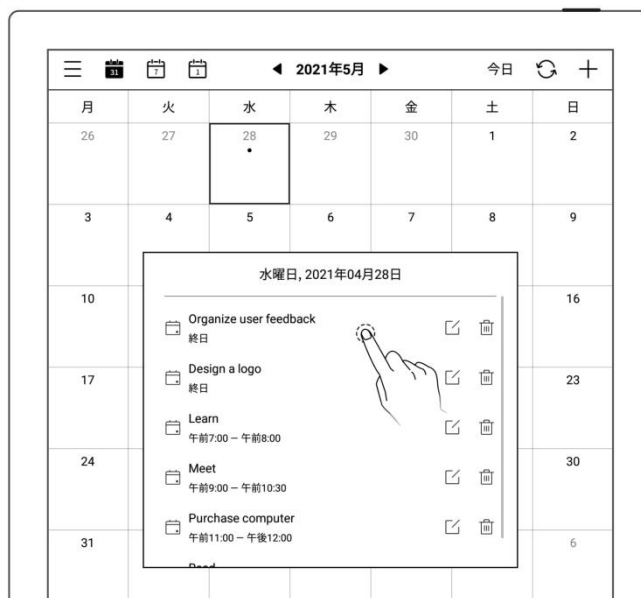 31 7 1 ◀ 2021年5月 ▶ 今日
月 火 水 木 金 土 日
26 27 28 29 30 1 2
3 4 5 6 7 8 9
水曜日, 2021年04月28日
10 16
Organize user feedback
終日
17 23
Design a logo
終日
Learn
午前7:00 – 午前8:00
24 30
Meet
午前9:00 – 午前10:30
Purchase computer
午前11:00 – 午後12:00
31 6